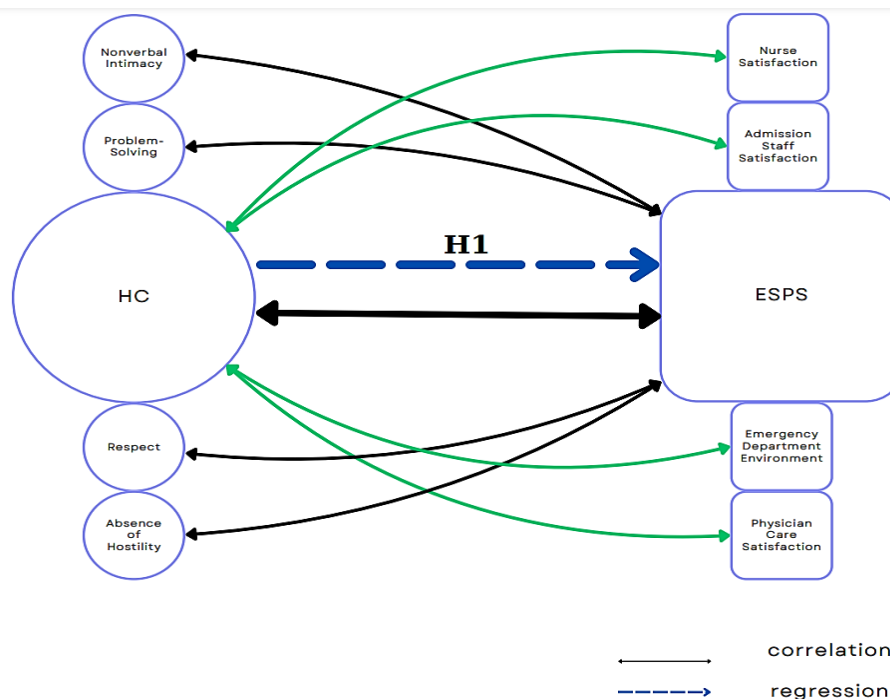 Nonverbal
Intimacy
Problem-
Solving
HC
Respect
Absence
of
Hostility
H1
Nurse
Satisfaction
Admission
Staff
Satisfaction
ESPS
Emergency
Department
Environment
Physician
Care
Satisfaction
correlation
regression